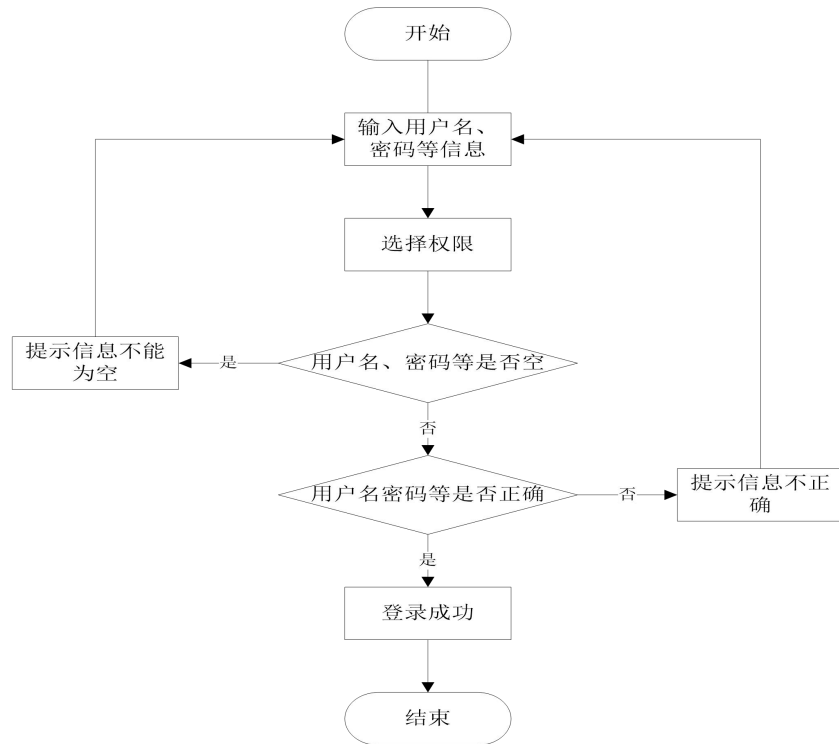 开始
输入用户名、
密码等信息
选择权限
提示信息不能
为空
是
用户名、密码等是否空
否
用户名密码等是否正确
否
提示信息不正
确
是
登录成功
结束